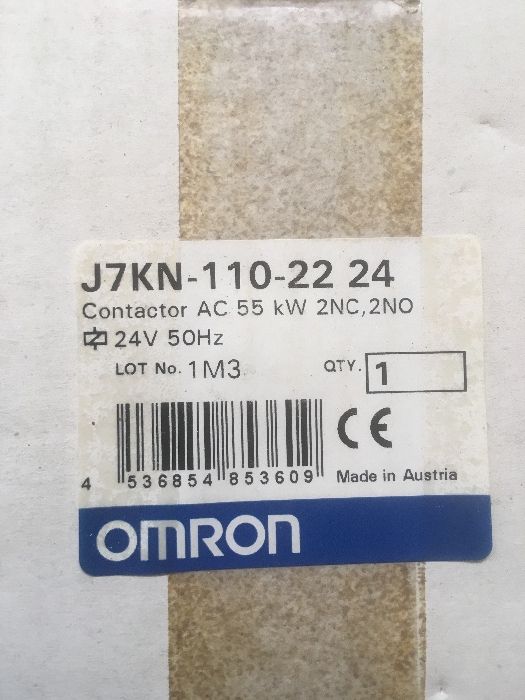 J7KN-110-22 24
Contactor AC 55 kW 2NC,2NO
24V 50Hz
LOT No. 1M3 QTY. 1
CE
4 536854 853609 Made in Austria
OMRON